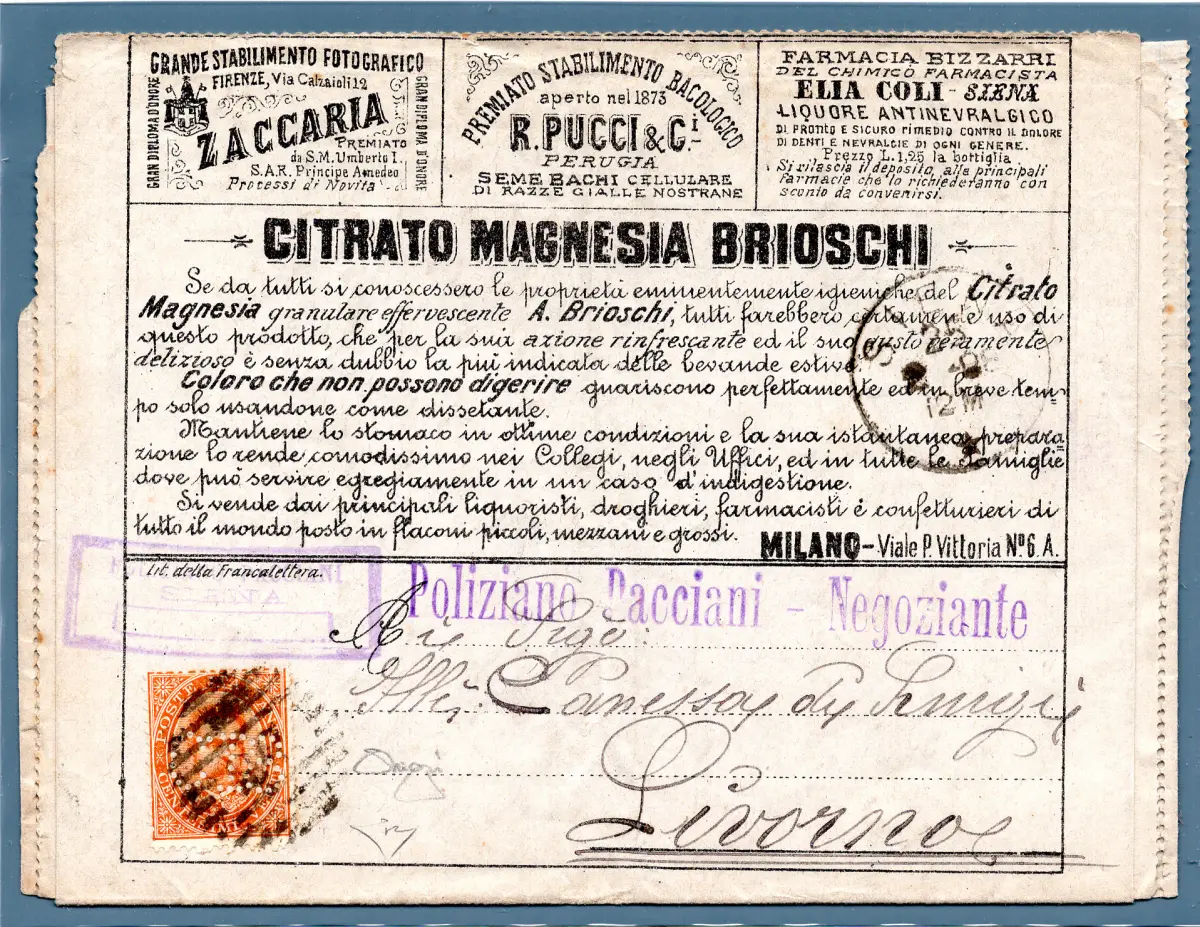 GRANDE STABILIMENTO FOTOGRAFICO
FIRENZE, Via Calzaioli 12
GRAN DIPLOMA D'ONORE
ZACCARIA
GRAN DIPLOMA D'ONORE
PREMIATO
da S.M. Umberto I.
S.A.R. Principe Amedeo
Processi di Novita
PREMIATO STABILIMENTO BACOLOGICO
aperto nel 1873
R. PUCCI & C.i
PERUGIA
SEME BACHI CELLULARE
DI RAZZE GIALLE NOSTRANE
FARMACIA BIZZARRI
DEL CHIMICO FARMACISTA
ELIA COLI - SIENA
LIQUORE ANTINEVRALGICO
DI PRONTO E SICURO rIMEDIO CONTRO IL DOLORE
DI DENTI E NEVRALGIE DI OGNI GENERE.
Prezzo L. 1,25 la bottiglia
Si rilascia il deposito, alla principali
Farmacie che lo richiederanno con
sconto da convenirsi.
CITRATO MAGNESIA BRIOSCHI
Se da tutti si conoscessero le proprietà eminentemente igieniche del Citrato
Magnesia granulare effervescente A. Brioschi, tutti farebbero certamente uso di
questo prodotto, che per la sua azione rinfrescante ed il suo gusto veramente
delizioso è senza dubbio la più indicata delle bevande estive.
Coloro che non possono digerire guariscono perfettamente ed in breve tem-
po solo usandone come dissetante.
Mantiene lo stomaco in ottime condizioni e la sua istantanea prepara-
zione lo rende comodissimo nei Collegi, negli Uffici, ed in tutte le Famiglie
dove può servire egregiamente in un caso d'indigestione.
Si vende dai principali liquoristi, droghieri, farmacisti è confetturieri di
tutto il mondo posto in flaconi piccoli, mezzani e grossi.
MILANO - Viale P. Vittoria Nº 6. A.
22
12 M
Lit. della Francalettera.
Poliziano Pacciani - Negoziante
Livorno
POSTE ITALIANE